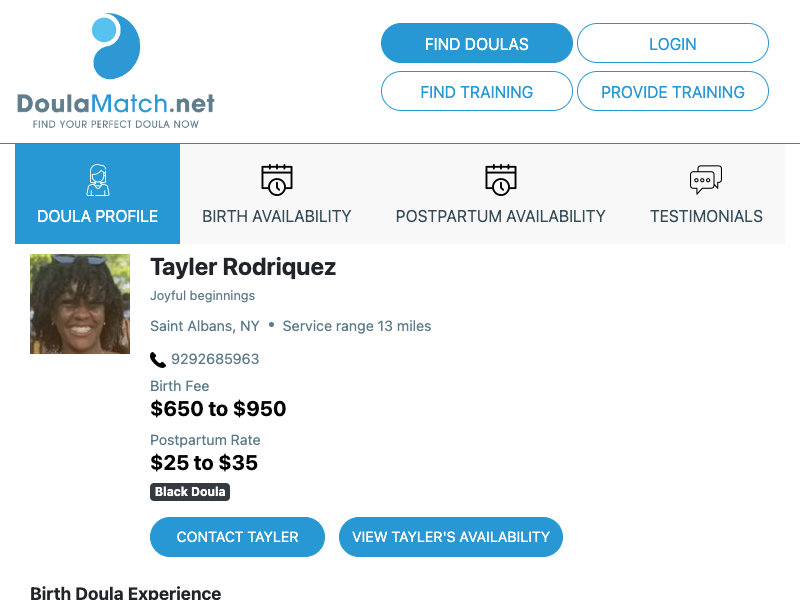 DoulaMatch.net
FIND YOUR PERFECT DOULA NOW
FIND DOULAS
LOGIN
FIND TRAINING
PROVIDE TRAINING
DOULA PROFILE
BIRTH AVAILABILITY
POSTPARTUM AVAILABILITY
TESTIMONIALS
Tayler Rodriquez
Joyful beginnings
Saint Albans, NY • Service range 13 miles
9292685963
Birth Fee
$650 to $950
Postpartum Rate
$25 to $35
Black Doula
CONTACT TAYLER
VIEW TAYLER'S AVAILABILITY
Birth Doula Experience